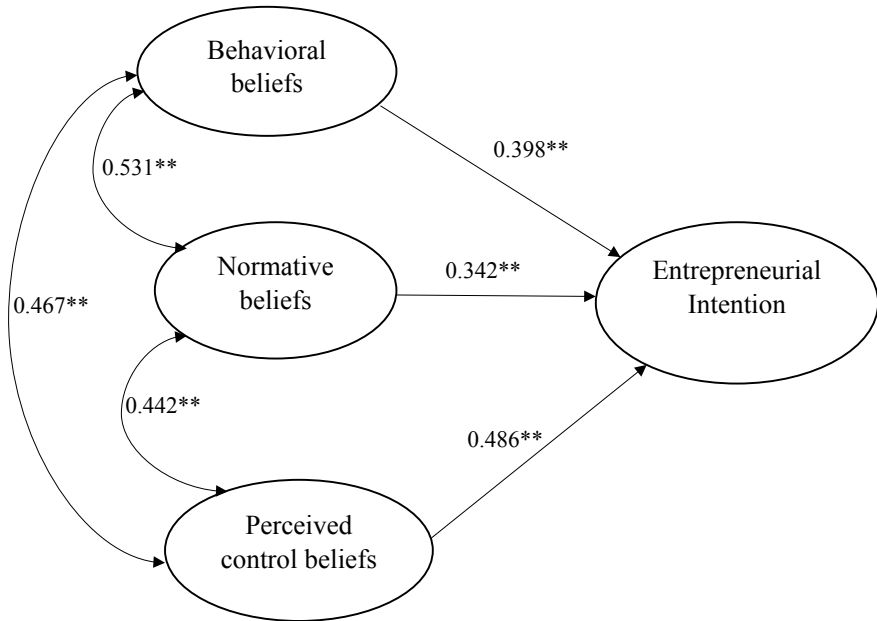 Behavioral
beliefs
0.398**
0.531**
Normative
beliefs
0.342**
Entrepreneurial
Intention
0.467**
0.442**
0.486**
Perceived
control beliefs